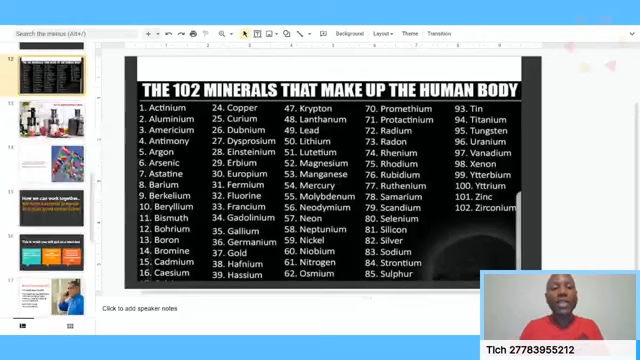 Search the menus (Alt+/)
Background
Layout
Theme
Transition
12
13
14
How we can work together...
17
THE 102 MINERALS THAT MAKE UP THE HUMAN BODY
1. Actinium
2. Aluminium
3. Americium
4. Antimony
5. Argon
6. Arsenic
7. Astatine
8. Barium
9. Berkelium
10. Beryllium
11. Bismuth
12. Bohrium
13. Boron
14. Bromine
15. Cadmium
16. Caesium
24. Copper
25. Curium
26. Dubnium
27. Dysprosium
28. Einsteinium
29. Erbium
30. Europium
31. Fermium
32. Fluorine
33. Francium
34. Gadolinium
35. Gallium
36. Germanium
37. Gold
38. Hafnium
39. Hassium
47. Krypton
48. Lanthanum
49. Lead
50. Lithium
51. Lutetium
52. Magnesium
53. Manganese
54. Mercury
55. Molybdenum
56. Neodymium
57. Neon
58. Neptunium
59. Nickel
60. Niobium
61. Nitrogen
62. Osmium
70. Promethium
71. Protactinium
72. Radium
73. Radon
74. Rhenium
75. Rhodium
76. Rubidium
77. Ruthenium
78. Samarium
79. Scandium
80. Selenium
81. Silicon
82. Silver
83. Sodium
84. Strontium
85. Sulphur
93. Tin
94. Titanium
95. Tungsten
96. Uranium
97. Vanadium
98. Xenon
99. Ytterbium
100. Yttrium
101. Zinc
102. Zirconium
Click to add speaker notes
Tlch 27783955212